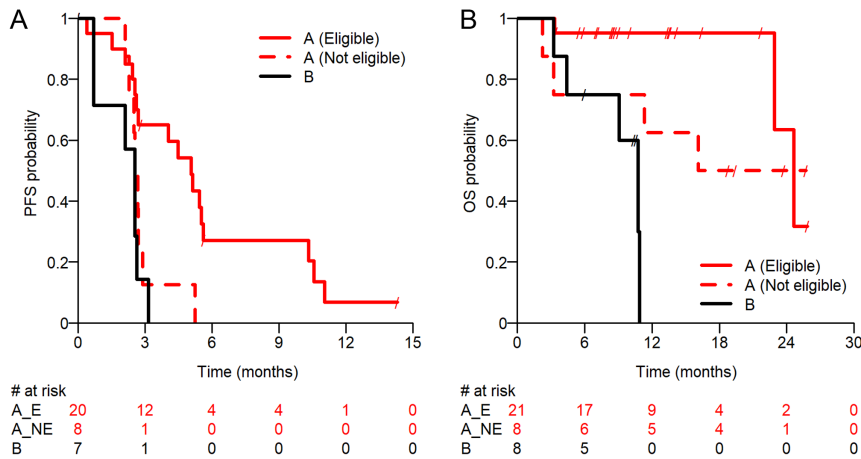 A
PFS probability
1
0.8
0.6
0.4
0.2
0
0 3 6 9 12 15
Time (months)
A (Eligible)
A (Not eligible)
B
# at risk
A_E 20 12 4 4 1 0
A_NE 8 1 0 0 0 0
B 7 1 0 0 0 0
B
OS probability
1
0.8
0.6
0.4
0.2
0
0 6 12 18 24 30
Time (months)
A (Eligible)
A (Not eligible)
B
# at risk
A_E 21 17 9 4 2 0
A_NE 8 6 5 4 1 0
B 8 5 0 0 0 0